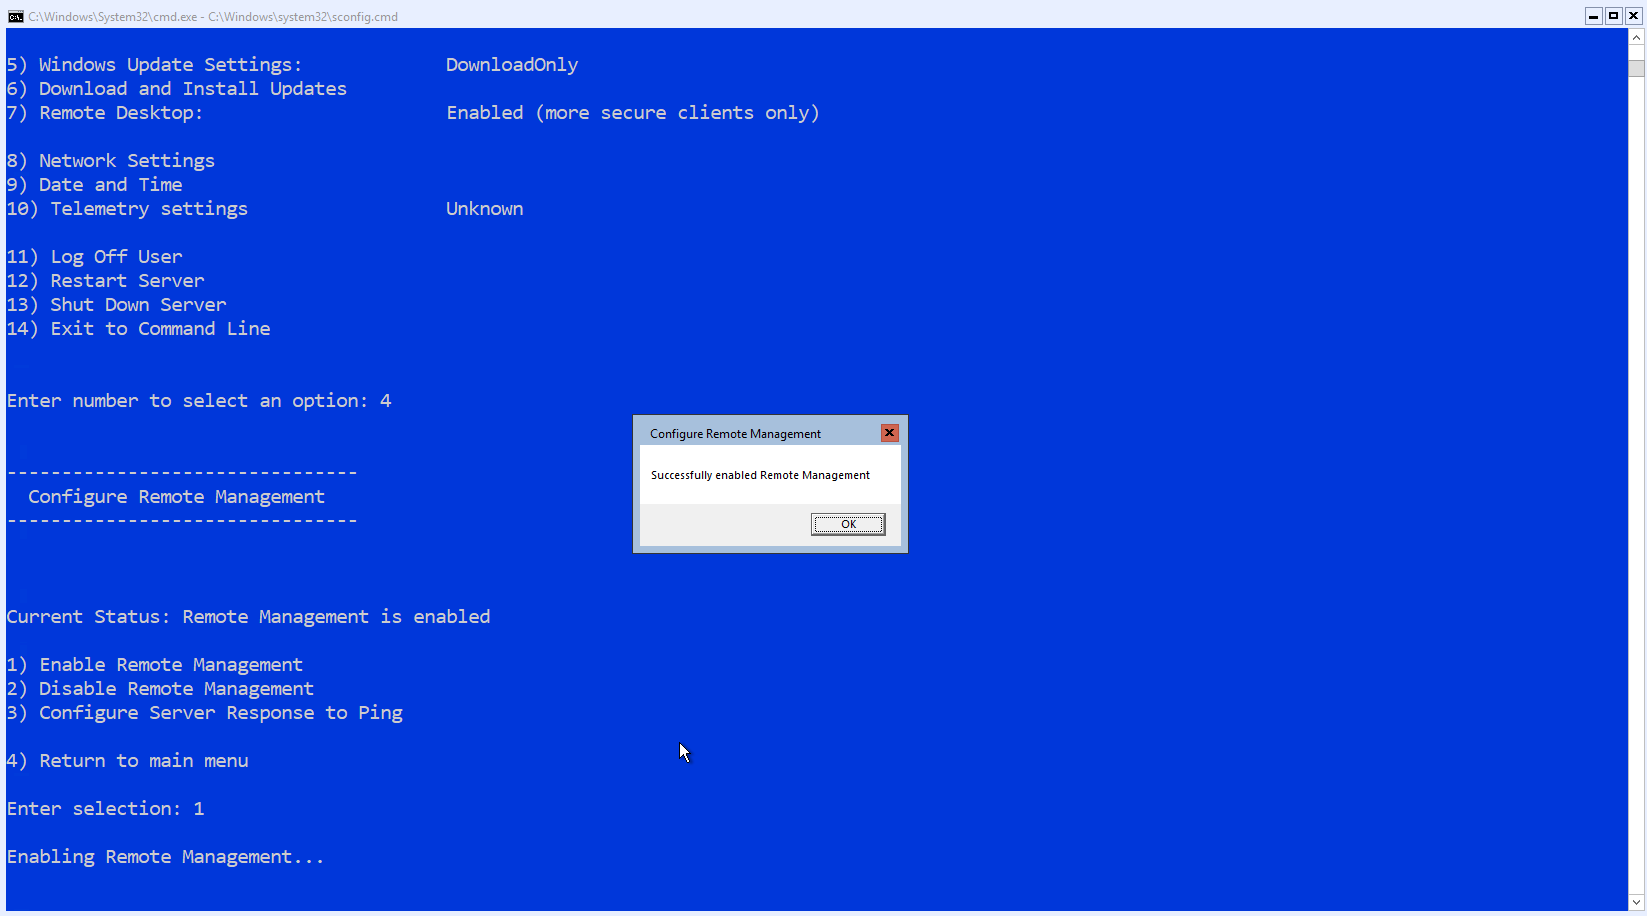 C:\Windows\System32\cmd.exe - C:\Windows\system32\sconfig.cmd
5) Windows Update Settings: DownloadOnly
6) Download and Install Updates
7) Remote Desktop: Enabled (more secure clients only)
8) Network Settings
9) Date and Time
10) Telemetry settings Unknown
11) Log Off User
12) Restart Server
13) Shut Down Server
14) Exit to Command Line
Enter number to select an option: 4
--------------------------------
Configure Remote Management
--------------------------------
Configure Remote Management
Successfully enabled Remote Management
OK
Current Status: Remote Management is enabled
1) Enable Remote Management
2) Disable Remote Management
3) Configure Server Response to Ping
4) Return to main menu
Enter selection: 1
Enabling Remote Management...